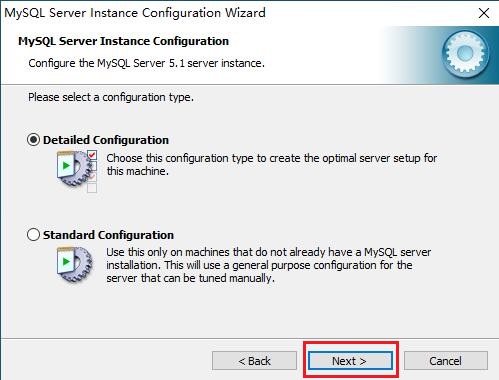 MySQL Server Instance Configuration Wizard
MySQL Server Instance Configuration
Configure the MySQL Server 5.1 server instance.
Please select a configuration type.
Detailed Configuration
Choose this configuration type to create the optimal server setup for
this machine.
Standard Configuration
Use this only on machines that do not already have a MySQL server
installation. This will use a general purpose configuration for the
server that can be tuned manually.
< Back
Next >
Cancel